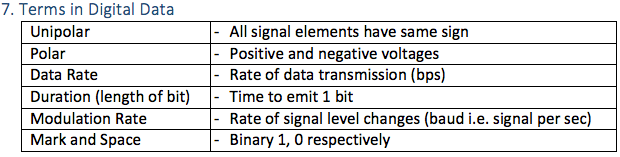 7. Terms in Digital Data
Unipolar - All signal elements have same sign
Polar - Positive and negative voltages
Data Rate - Rate of data transmission (bps)
Duration (length of bit) - Time to emit 1 bit
Modulation Rate - Rate of signal level changes (baud i.e. signal per sec)
Mark and Space - Binary 1, 0 respectively